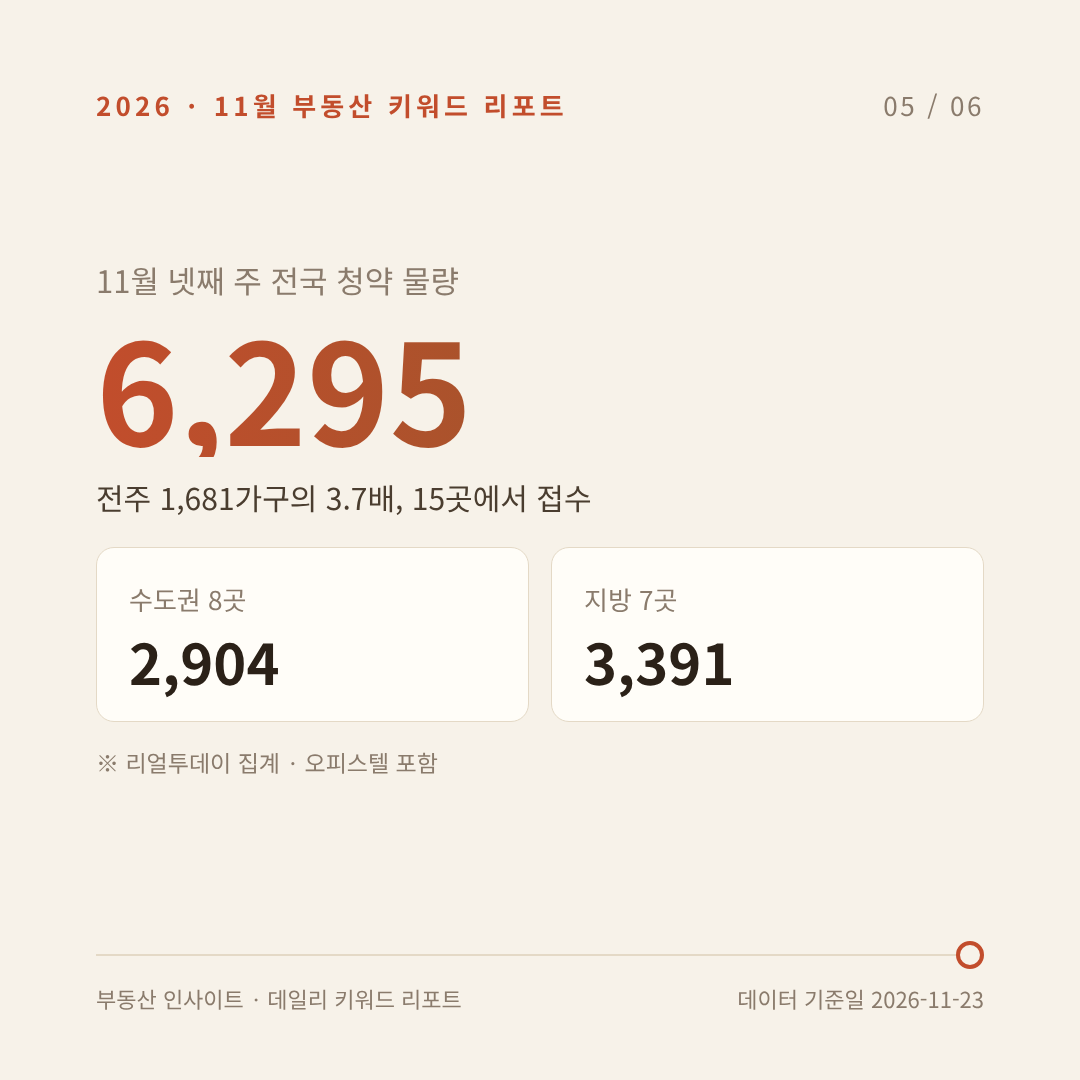 2026 · 11월 부동산 키워드 리포트
05 / 06
11월 넷째 주 전국 청약 물량
6,295
전주 1,681가구의 3.7배, 15곳에서 접수
수도권 8곳
2,904
지방 7곳
3,391
※ 리얼투데이 집계 · 오피스텔 포함
부동산 인사이트 · 데일리 키워드 리포트
데이터 기준일 2026-11-23